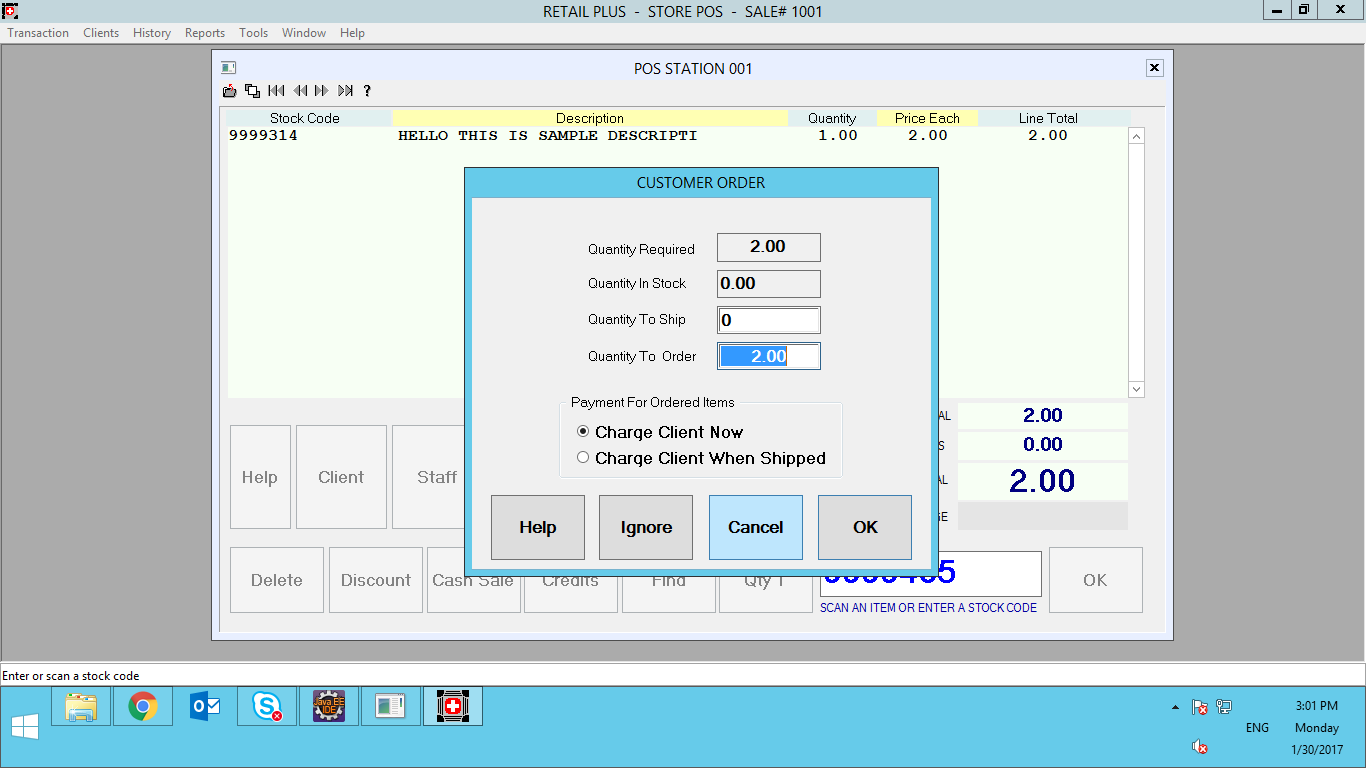 RETAIL PLUS - STORE POS - SALE# 1001
Transaction Clients History Reports Tools Window Help
POS STATION 001
Stock Code Description Quantity Price Each Line Total
9999314 HELLO THIS IS SAMPLE DESCRIPTI 1.00 2.00 2.00
CUSTOMER ORDER
Quantity Required 2.00
Quantity In Stock 0.00
Quantity To Ship 0
Quantity To Order 2.00
Payment For Ordered Items
Charge Client Now
Charge Client When Shipped
Help Ignore Cancel OK
AL 2.00
S 0.00
AL 2.00
GE
Help Client Staff
Delete Discount Cash Sale Credits Find Qty 1 OK
SCAN AN ITEM OR ENTER A STOCK CODE
Enter or scan a stock code
Java EE
IDE
3:01 PM
ENG Monday
1/30/2017